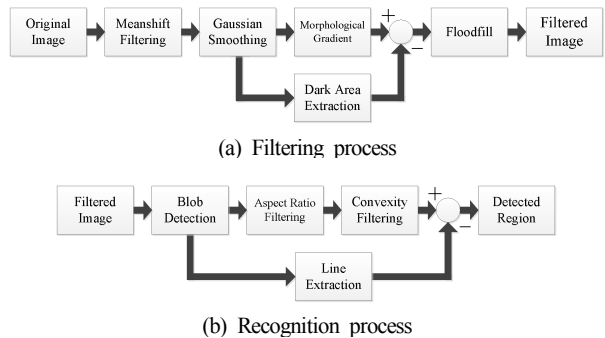 Original Image
Meanshift Filtering
Gaussian Smoothing
Morphological Gradient
+
−
Floodfill
Filtered Image
Dark Area Extraction
(a) Filtering process
Filtered Image
Blob Detection
Aspect Ratio Filtering
Convexity Filtering
+
−
Detected Region
Line Extraction
(b) Recognition process